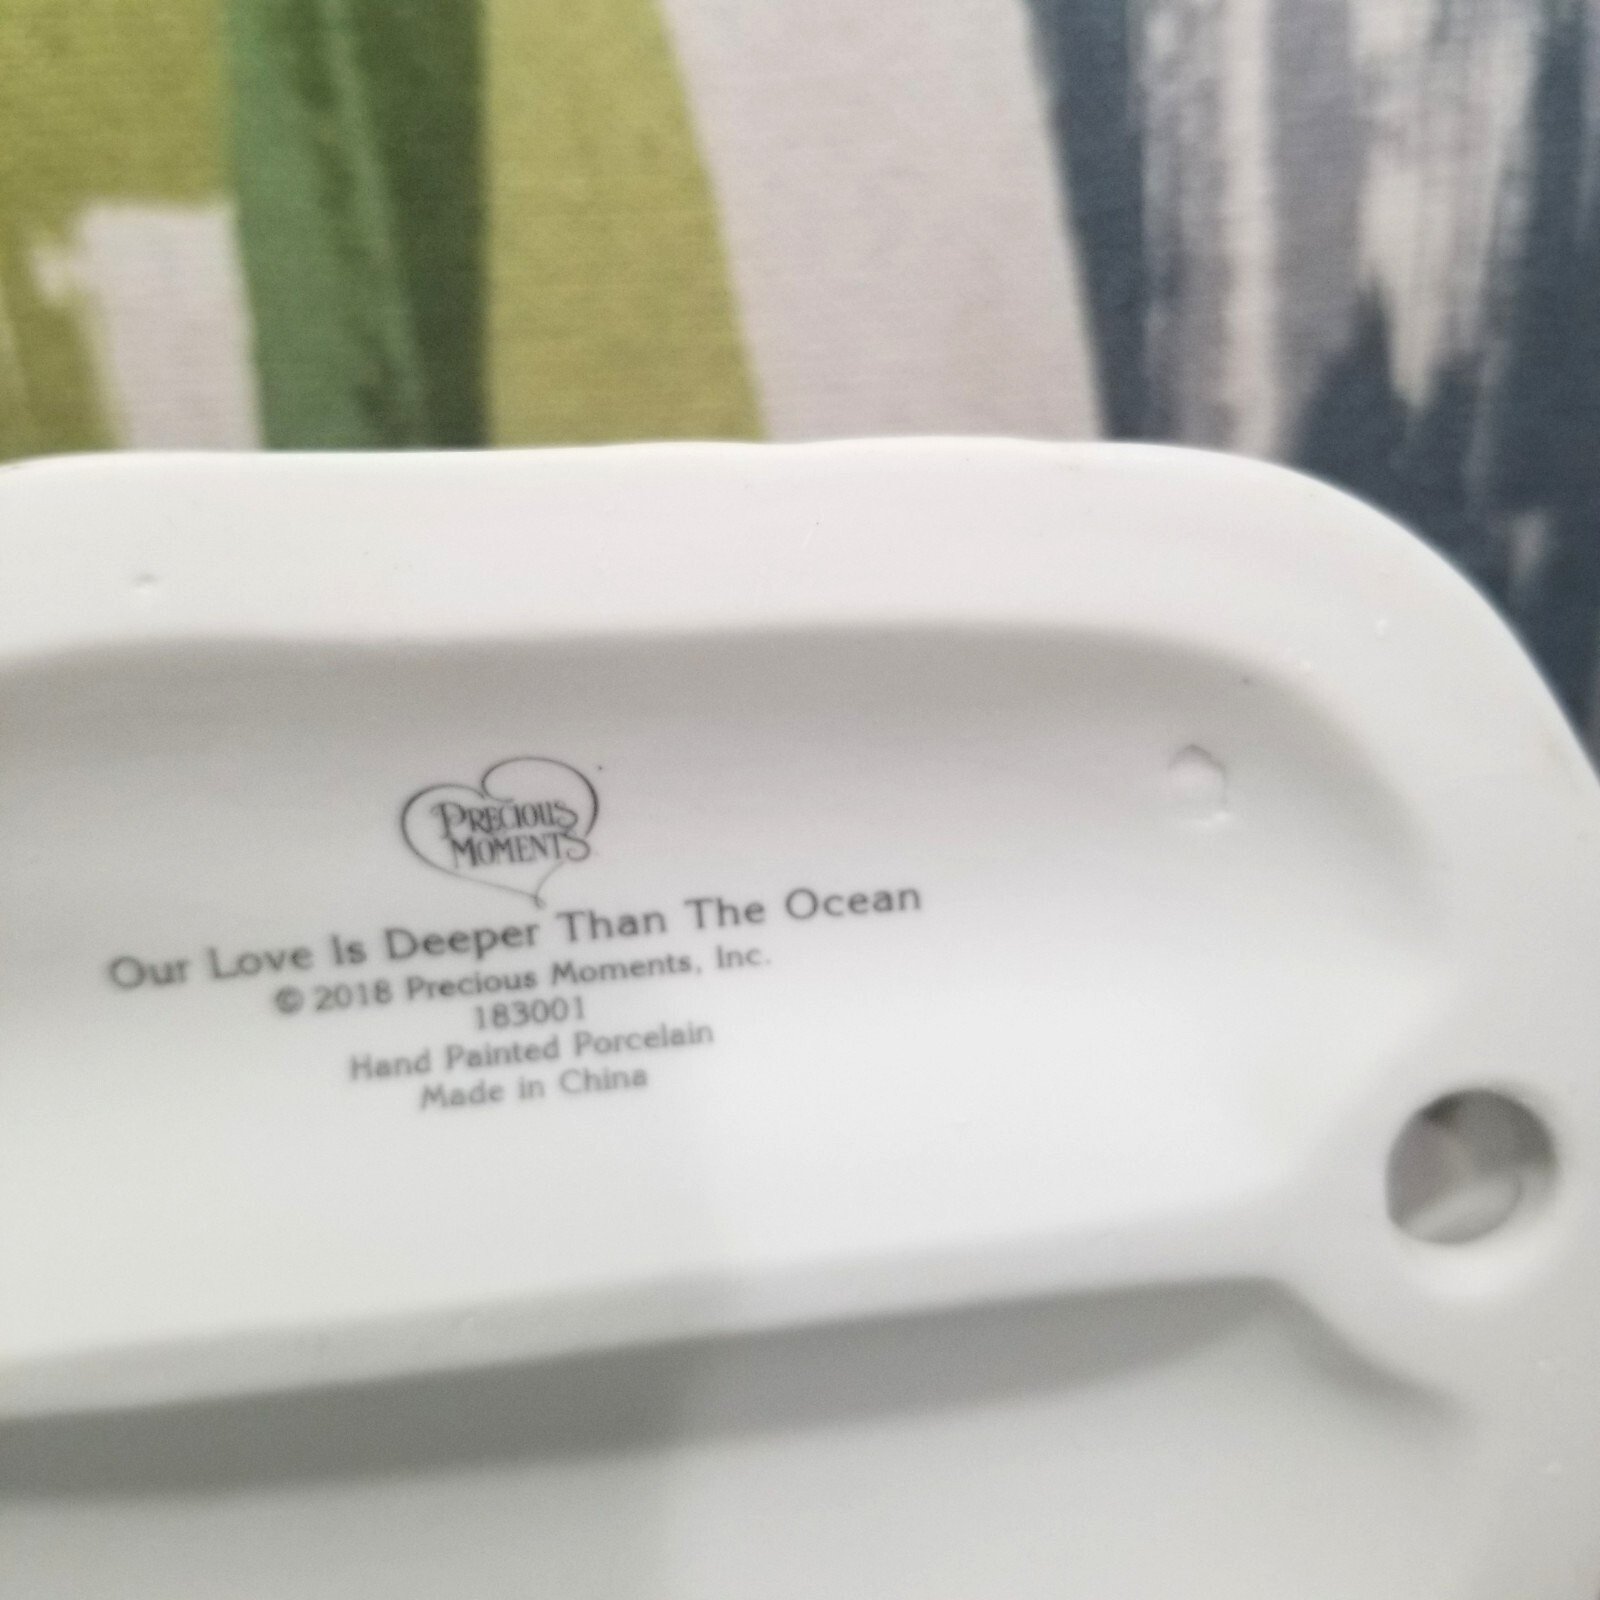 PRECIOUS
MOMENTS
Our Love Is Deeper Than The Ocean
© 2018 Precious Moments, Inc.
183001
Hand Painted Porcelain
Made in China